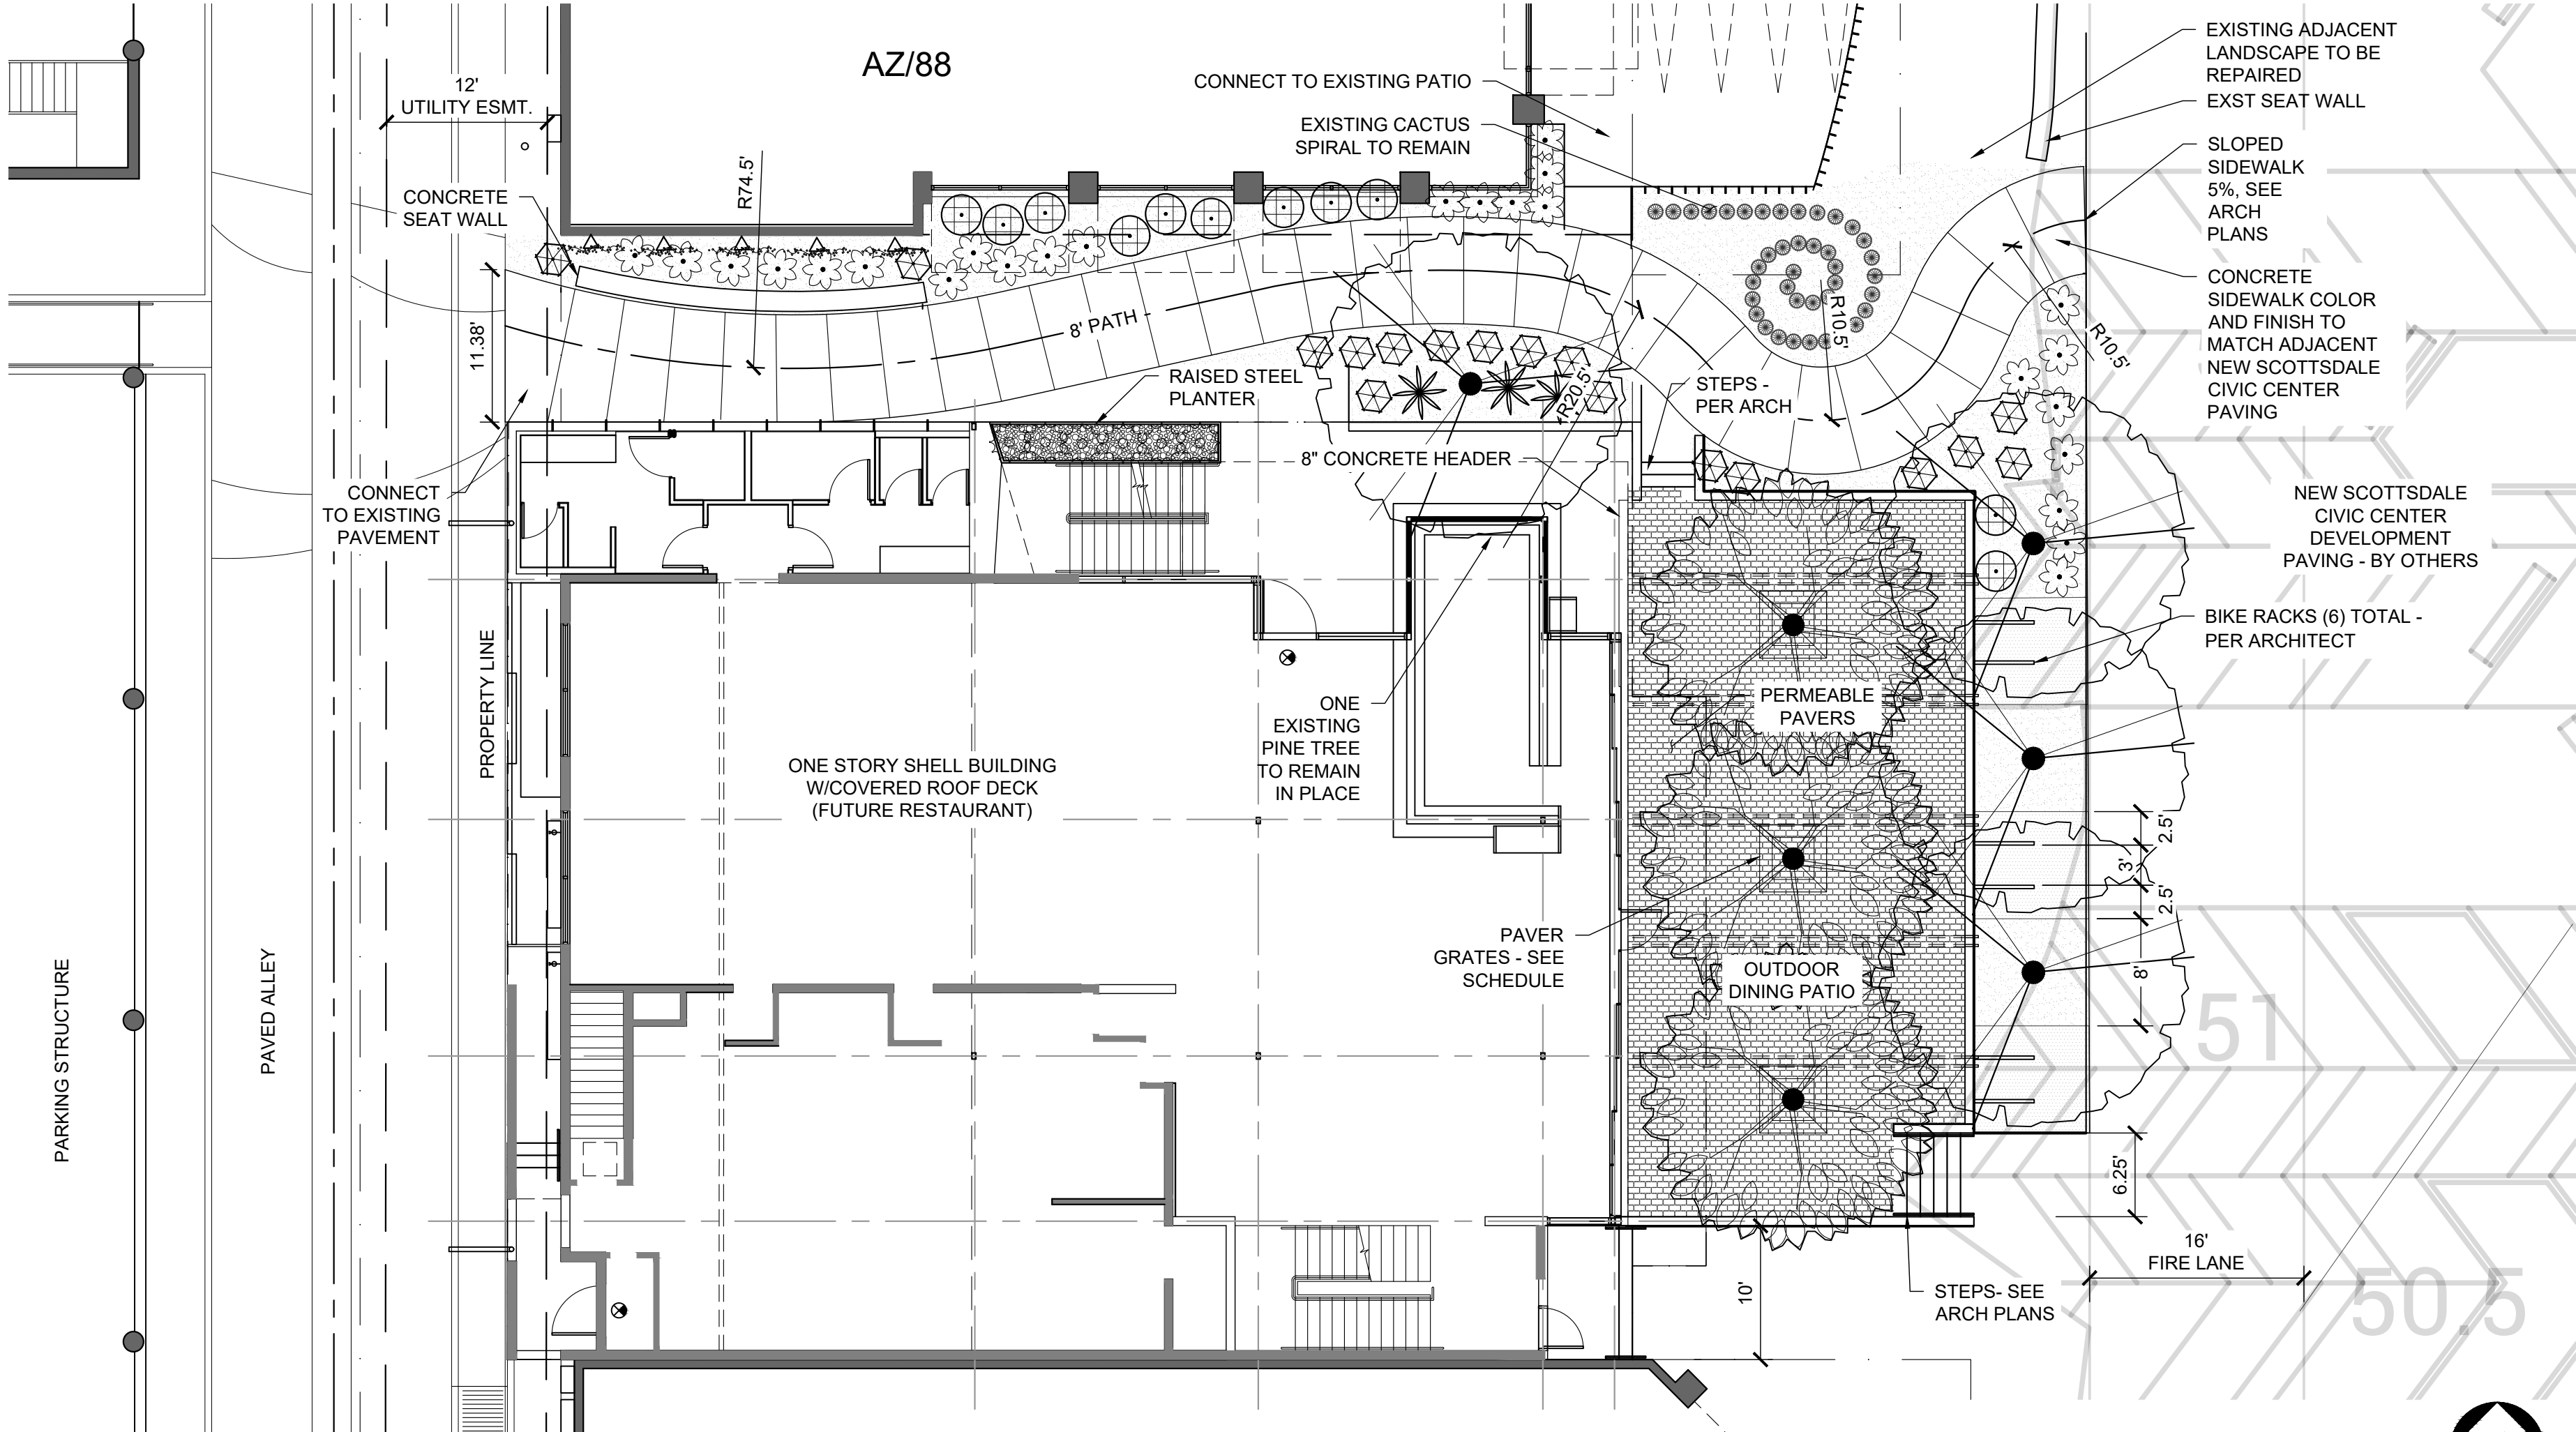 AZ/88
12'
UTILITY ESMT.
CONCRETE
SEAT WALL
R74.5'
11.38'
8' PATH
CONNECT TO EXISTING PATIO
EXISTING CACTUS
SPIRAL TO REMAIN
EXISTING ADJACENT
LANDSCAPE TO BE
REPAIRED
EXST SEAT WALL
SLOPED
SIDEWALK
5%, SEE
ARCH
PLANS
CONCRETE
SIDEWALK COLOR
AND FINISH TO
MATCH ADJACENT
NEW SCOTTSDALE
CIVIC CENTER
PAVING
R10.5'
R10.5'
R20.5'
RAISED STEEL
PLANTER
STEPS -
PER ARCH
8" CONCRETE HEADER
CONNECT
TO EXISTING
PAVEMENT
NEW SCOTTSDALE
CIVIC CENTER
DEVELOPMENT
PAVING - BY OTHERS
BIKE RACKS (6) TOTAL -
PER ARCHITECT
PROPERTY LINE
ONE STORY SHELL BUILDING
W/COVERED ROOF DECK
(FUTURE RESTAURANT)
ONE
EXISTING
PINE TREE
TO REMAIN
IN PLACE
PERMEABLE
PAVERS
PAVER
GRATES - SEE
SCHEDULE
OUTDOOR
DINING PATIO
2.5'
3'
2.5'
8'
6.25'
PARKING STRUCTURE
PAVED ALLEY
51
16'
FIRE LANE
10'
STEPS- SEE
ARCH PLANS
50.5